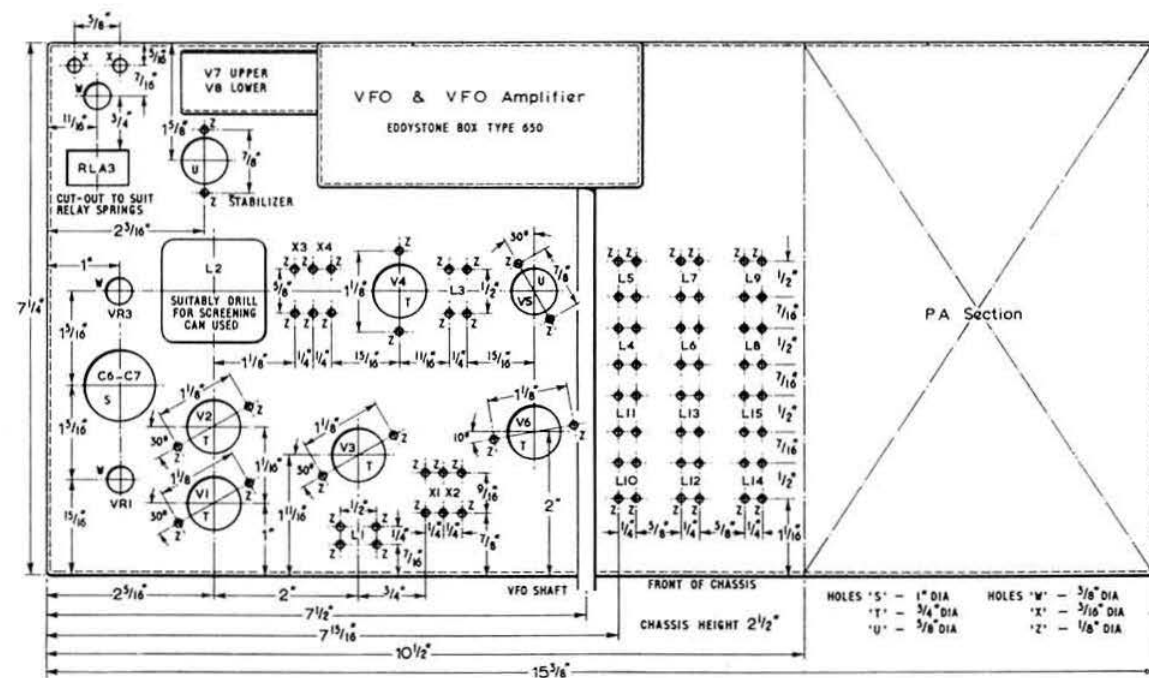 5/8"
X X
5/16"
7/16"
W
11/16"
3/4"
1 5/8"
V7 UPPER
V8 LOWER
VFO & VFO Amplifier
EDDYSTONE BOX TYPE 650
RLA3
CUT-OUT TO SUIT
RELAY SPRINGS
Z
U
7/8"
Z
STABILIZER
2 3/16"
7 1/4"
1"
W
VR3
L2
SUITABLY DRILL
FOR SCREENING
CAN USED
X3 X4
Z Z Z
5/8"
Z Z Z
Z
1 1/8"
V4
T
Z
Z Z
L3
1/2"
Z Z
30°
Z
U
V5
7/8"
Z
1 1/8"
1/4" 1/4"
15/16"
11/16"
1/4"
15/16"
1 5/16"
C6-C7
S
1 5/16"
W
VR1
15/16"
1 1/8"
V2
T
Z
30°
Z
1 1/8"
V1
T
Z
30°
Z
1 1/16"
1"
1 1/8"
V3
T
Z
30°
Z
1 11/16"
1/2"
Z Z
L1
Z Z
1/4"
7/16"
Z Z Z
X1 X2
Z Z Z
9/16"
1/4" 1/4"
7/8"
1 1/8"
V6
T
Z
10°
Z
2"
Z Z Z Z Z Z
L5 L7 L9
1/2"
7/16"
L4 L6 L8
1/2"
7/16"
L11 L13 L15
1/2"
7/16"
L10 L12 L14
1/2"
Z Z Z Z Z Z
1/4" 5/8" 1/4" 5/8" 1/4"
1 1/16"
PA Section
2 5/16"
2"
3/4"
VFO SHAFT
FRONT OF CHASSIS
7 1/2"
CHASSIS HEIGHT 2 1/2"
7 15/16"
10 1/2"
15 3/8"
HOLES 'S' - 1" DIA
'T' - 3/4" DIA
'U' - 5/8" DIA
HOLES 'W' - 3/8" DIA
'X' - 3/16" DIA
'Z' - 1/8" DIA